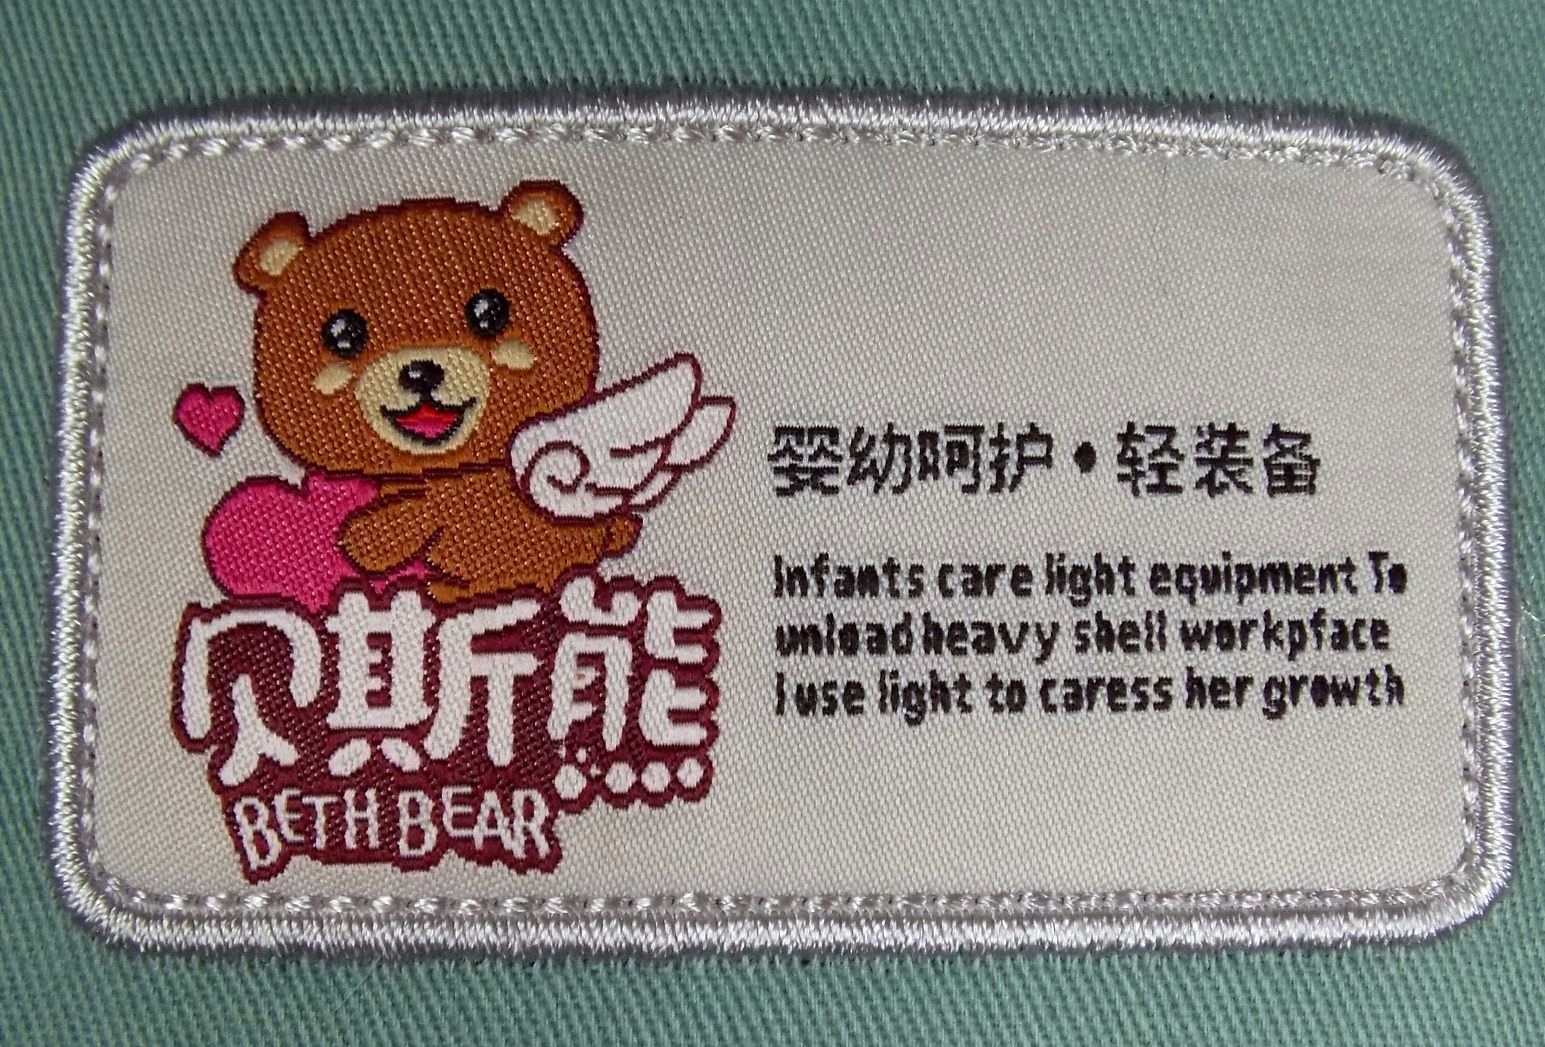 贝斯熊
BETH BEAR
婴幼呵护•轻装备
Infants care light equipment To
unload heavy shell workpface
I use light to caress her growth